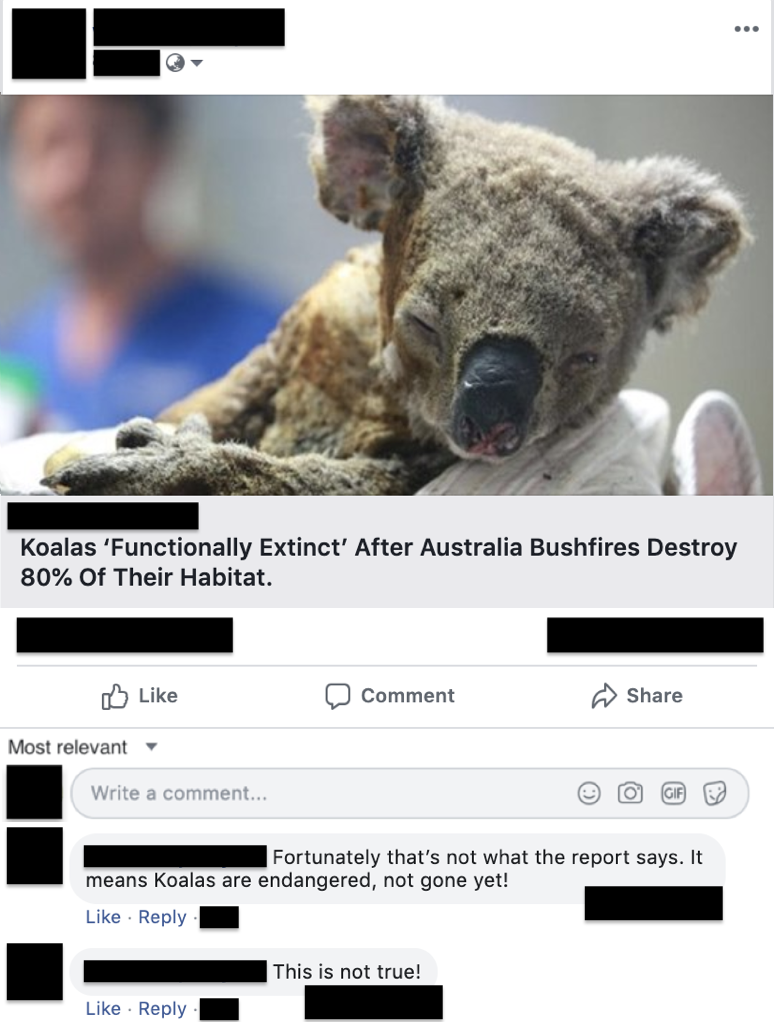 Koalas ‘Functionally Extinct’ After Australia Bushfires Destroy
80% Of Their Habitat.
Like
Comment
Share
Most relevant
Write a comment...
GIF
Fortunately that’s not what the report says. It
means Koalas are endangered, not gone yet!
Like · Reply ·
This is not true!
Like · Reply ·